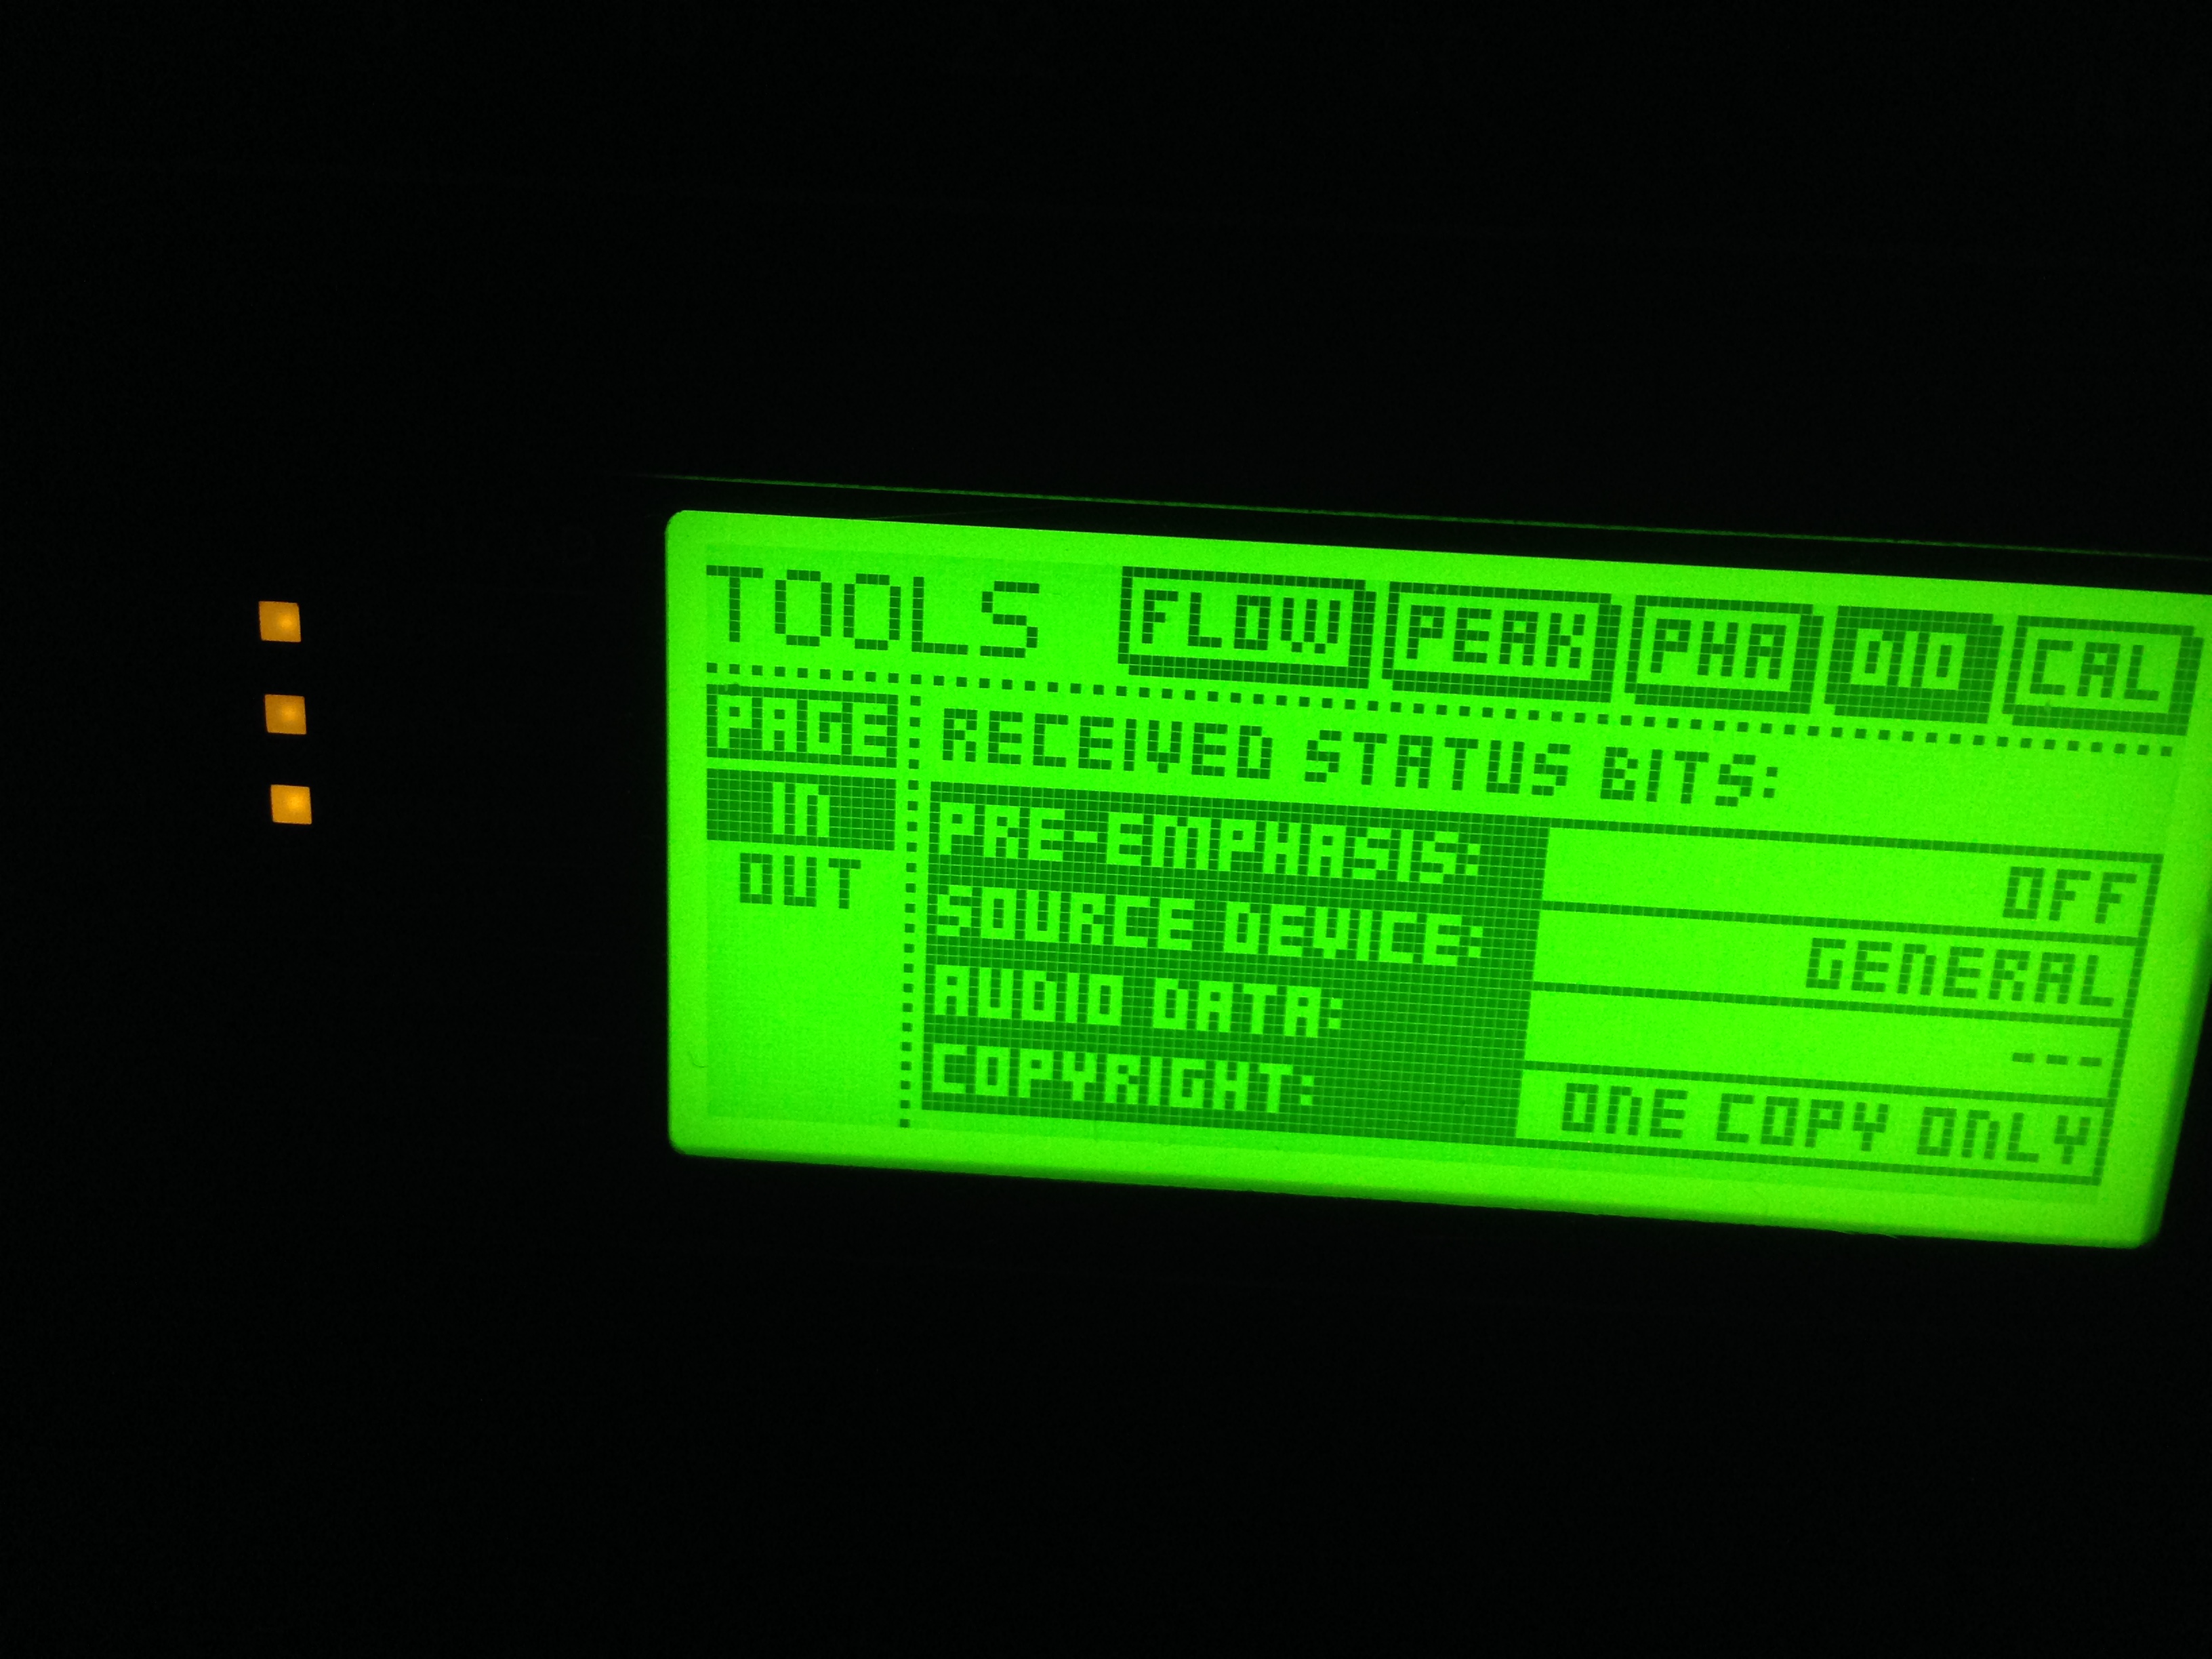 TOOLS FLOW PEAK PHA DIO CAL
PAGE
IN
OUT
RECEIVED STATUS BITS:
PRE-EMPHASIS: OFF
SOURCE DEVICE: GENERAL
AUDIO DATA: ---
COPYRIGHT: ONE COPY ONLY